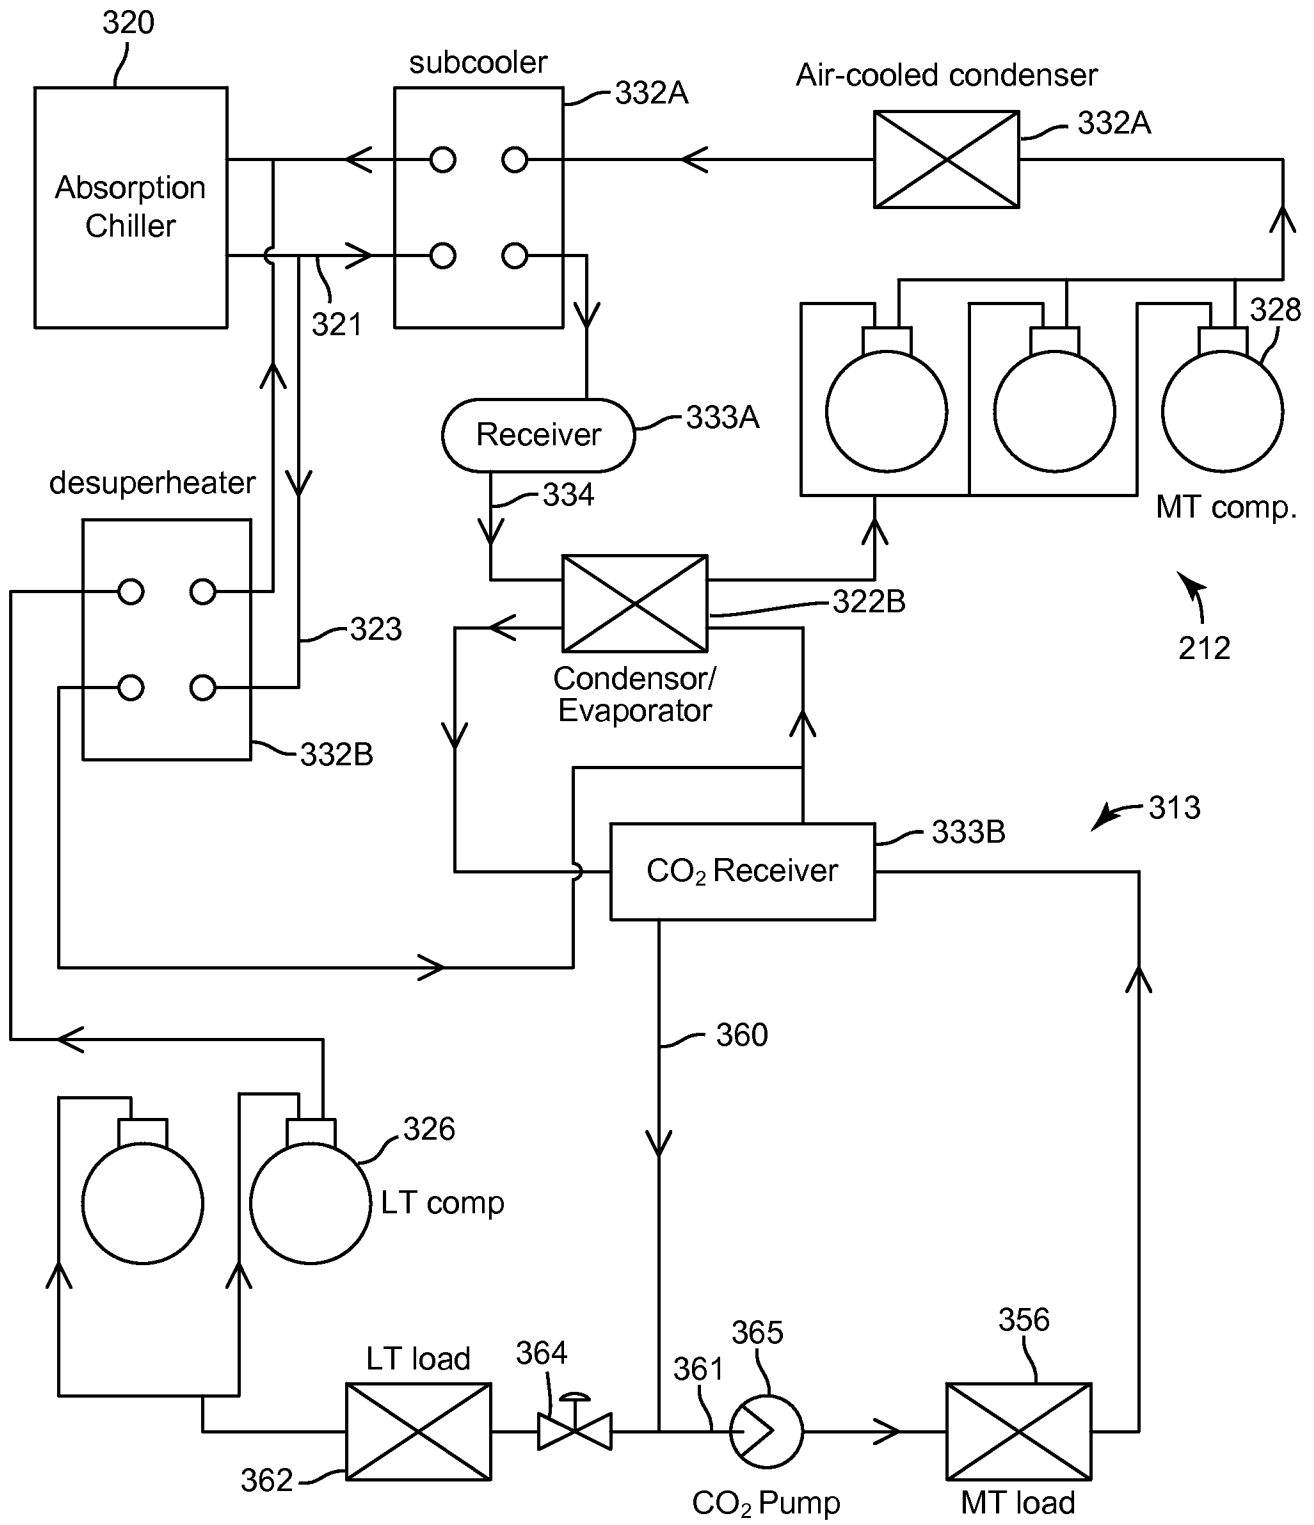 320
subcooler
332A
Air-cooled condenser
332A
Absorption
Chiller
321
328
Receiver
333A
MT comp.
desuperheater
334
322B
323
212
Condensor/
Evaporator
332B
313
333B
CO₂ Receiver
360
326
LT comp
356
365
364
LT load
361
362
CO₂ Pump
MT load